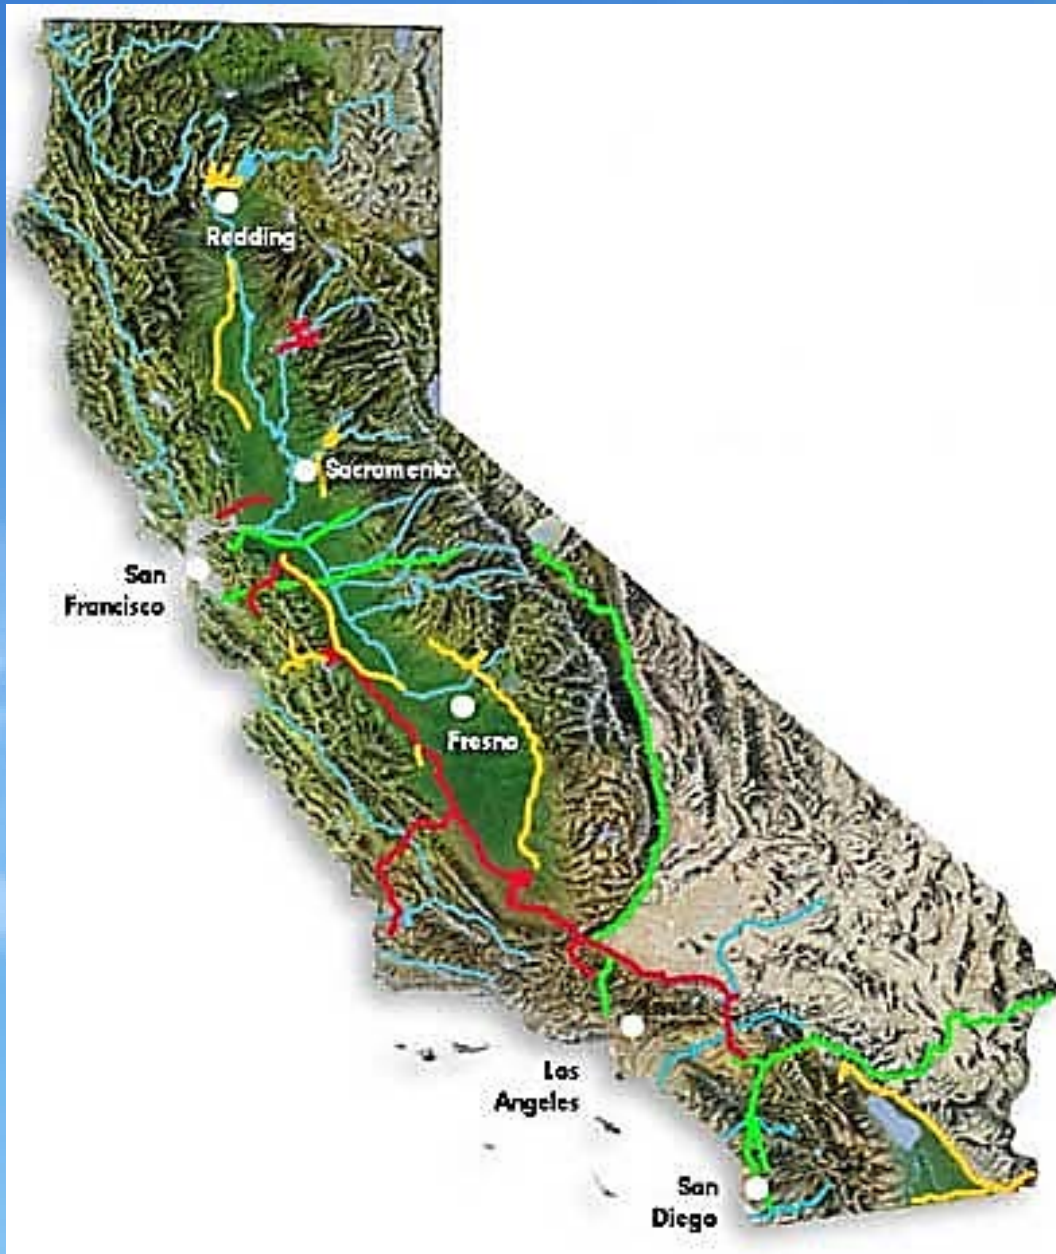 Redding
Sacramento
San
Francisco
Fresno
Los
Angeles
San
Diego